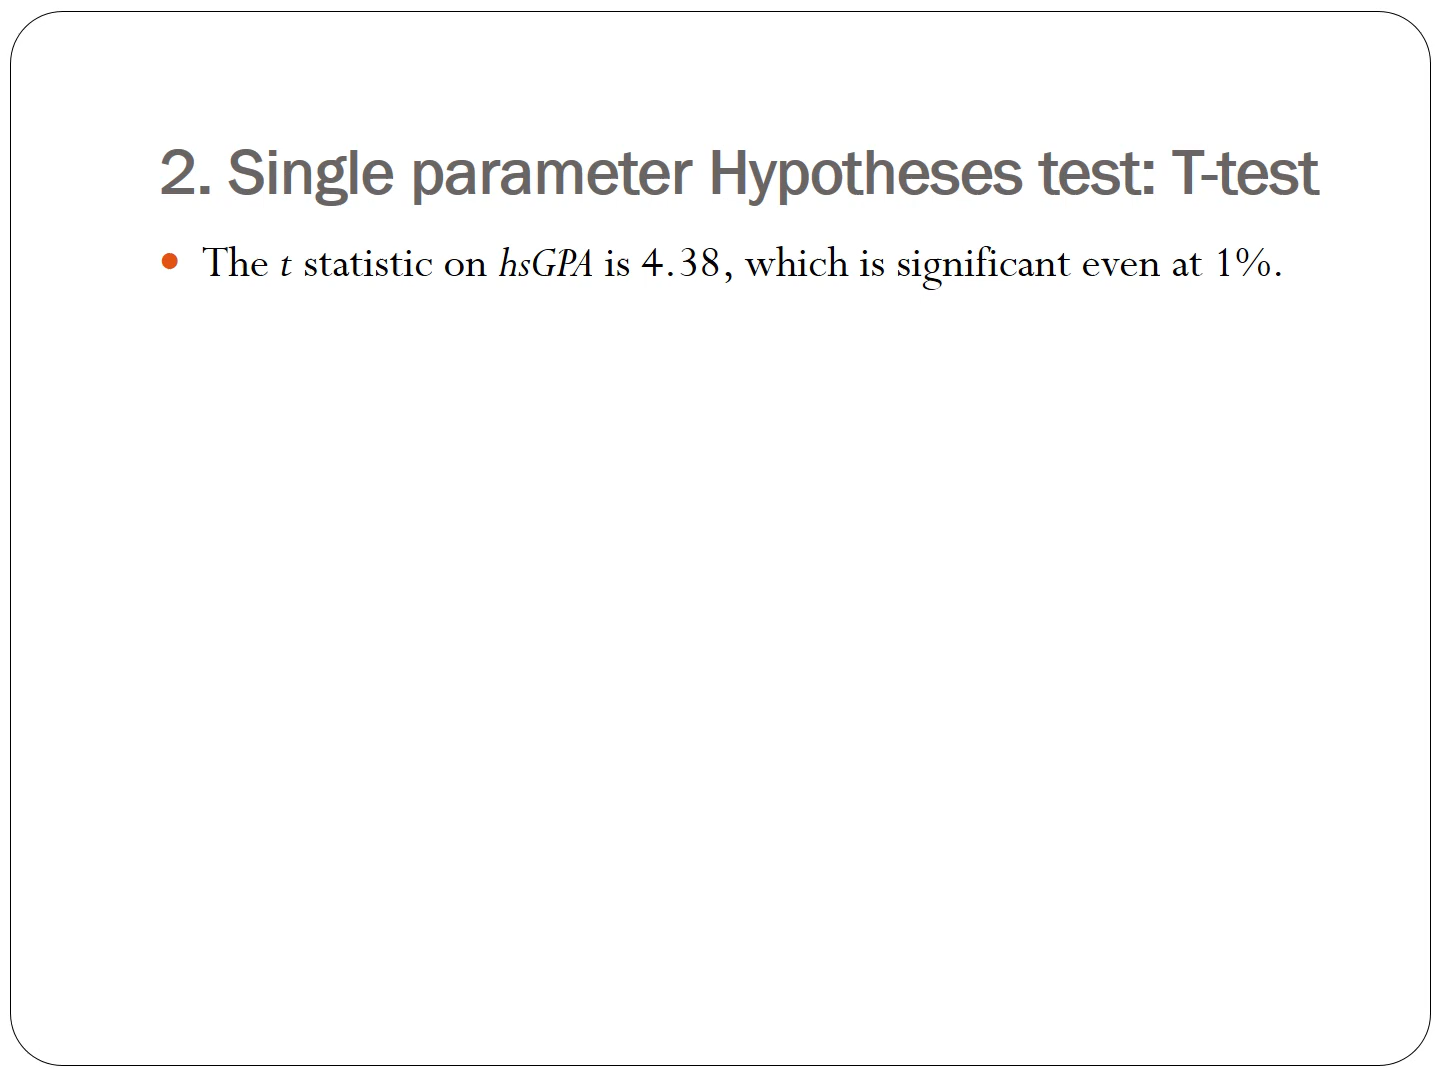 2. Single parameter Hypotheses test: T-test
• The t statistic on hsGPA is 4.38, which is significant even at 1%.